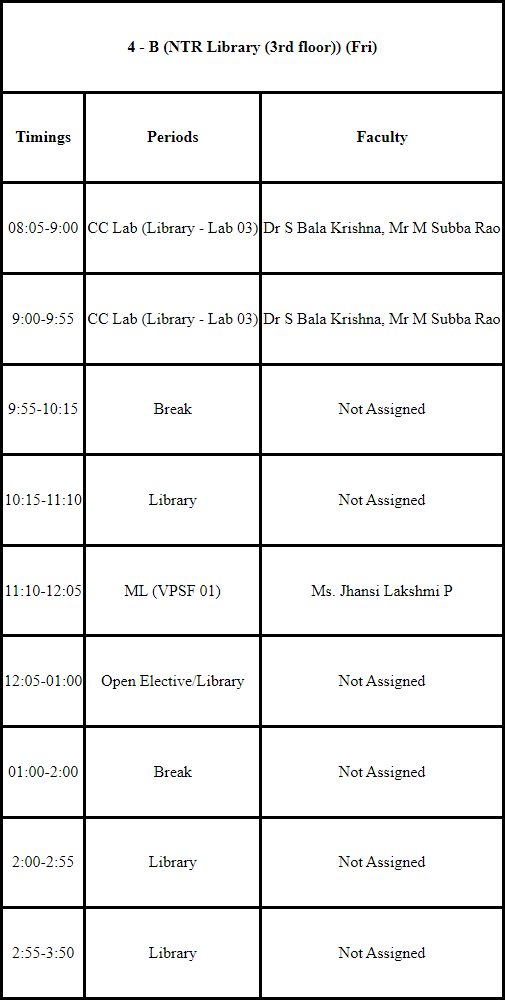 4 - B (NTR Library (3rd floor)) (Fri)
Timings Periods Faculty
08:05-9:00 CC Lab (Library - Lab 03) Dr S Bala Krishna, Mr M Subba Rao
9:00-9:55 CC Lab (Library - Lab 03) Dr S Bala Krishna, Mr M Subba Rao
9:55-10:15 Break Not Assigned
10:15-11:10 Library Not Assigned
11:10-12:05 ML (VPSF 01) Ms. Jhansi Lakshmi P
12:05-01:00 Open Elective/Library Not Assigned
01:00-2:00 Break Not Assigned
2:00-2:55 Library Not Assigned
2:55-3:50 Library Not Assigned